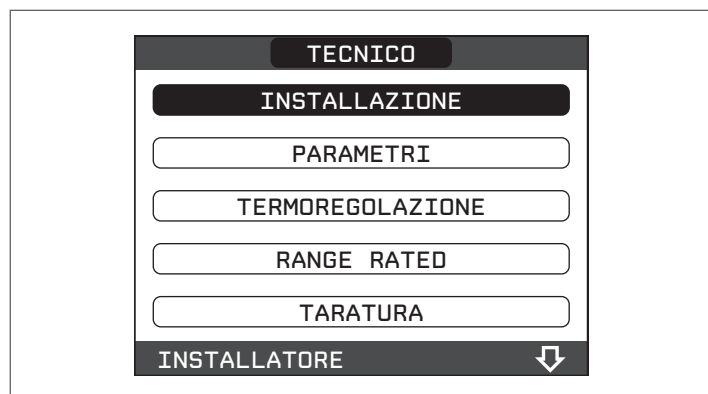 TECNICO
INSTALLAZIONE
PARAMETRI
TERMOREGOLAZIONE
RANGE RATED
TARATURA
INSTALLATORE